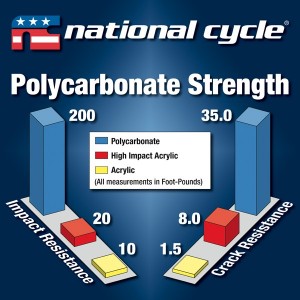 national cycle®
Polycarbonate Strength
200
35.0
Polycarbonate
High Impact Acrylic
Acrylic
(All measurements in Foot-Pounds)
20
8.0
10
1.5
Impact Resistance
Crack Resistance